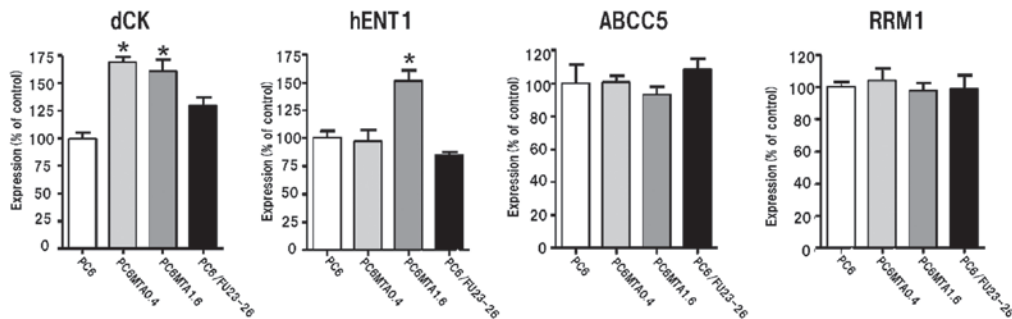 dCK
Expression (% of control)
175
150
125
100
75
50
25
0
*
*
PC6
PC6MTA0.4
PC6MTA1.6
PC6/FU23-26
hENT1
Expression (% of control)
175
150
125
100
75
50
25
0
*
PC6
PC6MTA0.4
PC6MTA1.6
PC6/FU23-26
ABCC5
Expression (% of control)
120
100
80
60
40
20
0
PC6
PC6MTA0.4
PC6MTA1.6
PC6/FU23-26
RRM1
Expression (% of control)
120
100
80
60
40
20
0
PC6
PC6MTA0.4
PC6MTA1.6
PC6/FU23-26